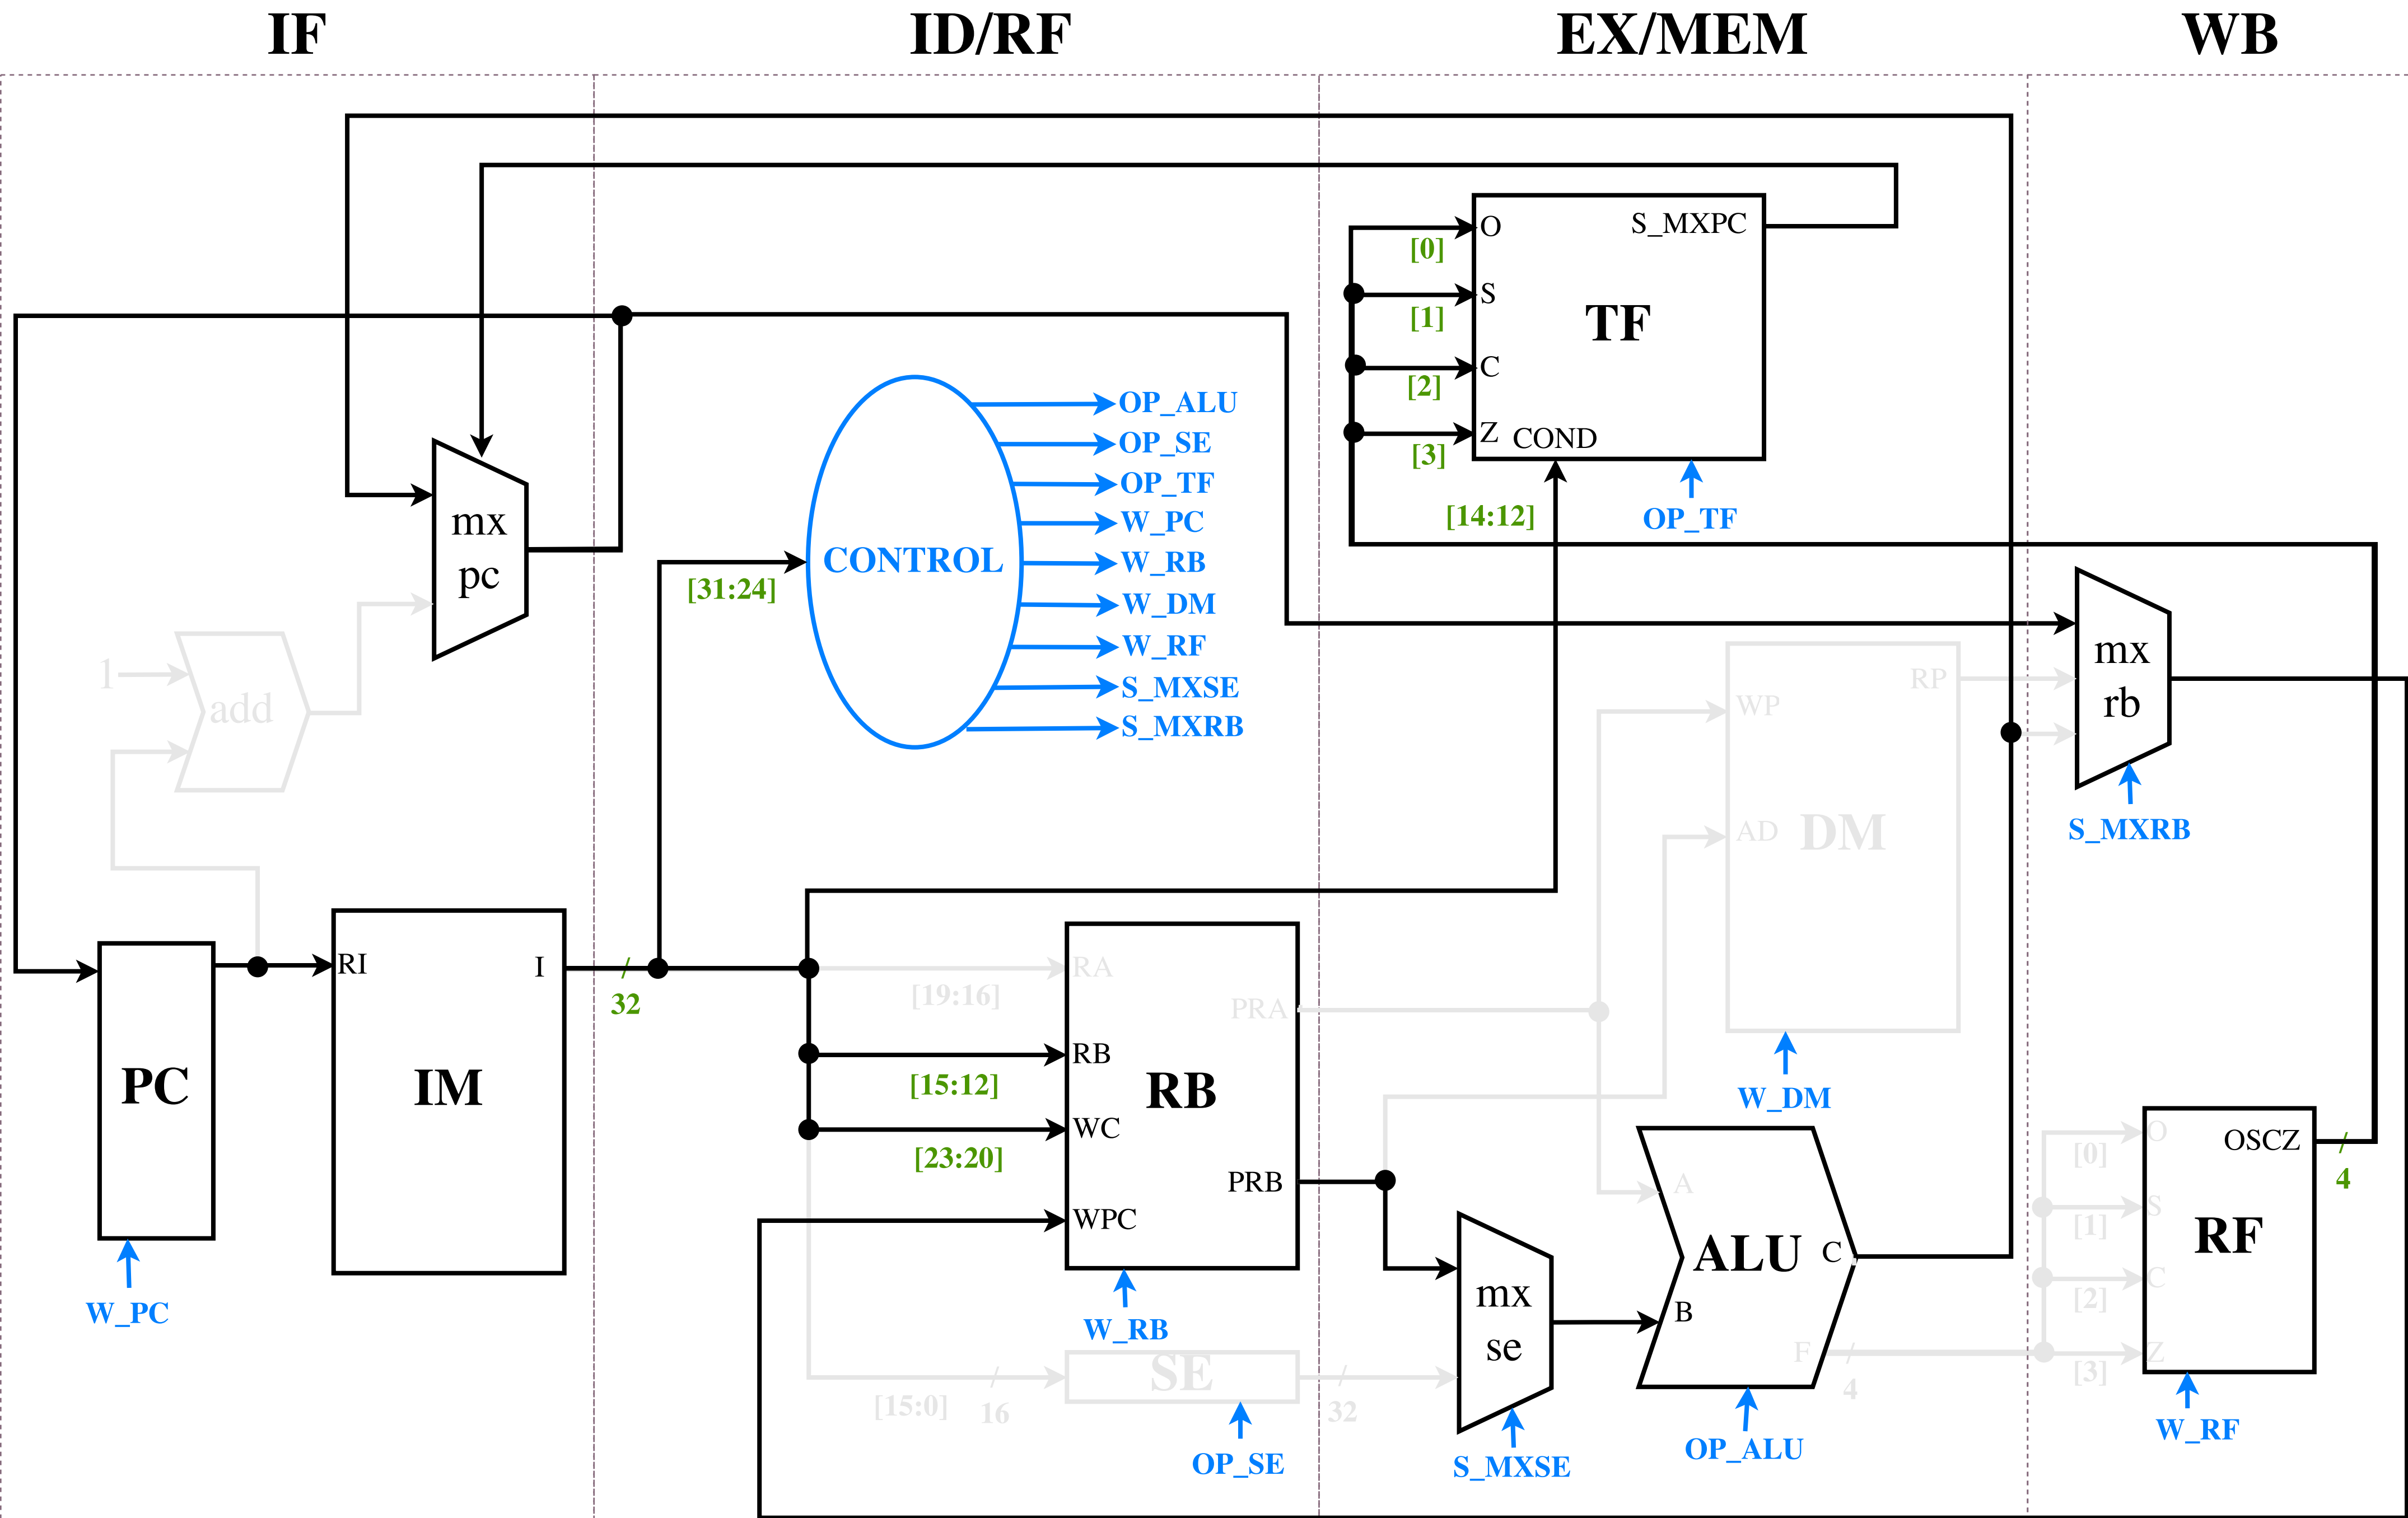 IF
ID/RF
EX/MEM
WB
O
S_MXPC
[0]
S
[1]
TF
C
[2]
Z
COND
[3]
[14:12]
OP_TF
OP_ALU
OP_SE
OP_TF
W_PC
W_RB
W_DM
W_RF
S_MXSE
S_MXRB
CONTROL
[31:24]
mx
pc
1
add
mx
rb
S_MXRB
RP
WP
AD
DM
W_DM
RI
I
PC
IM
W_PC
32
RA
[19:16]
PRA
RB
[15:12]
RB
WC
[23:20]
PRB
WPC
W_RB
SE
[15:0]
16
32
OP_SE
mx
se
S_MXSE
A
ALU
C
B
F
4
OP_ALU
O
OSCZ
[0]
4
S
[1]
RF
C
[2]
Z
[3]
W_RF